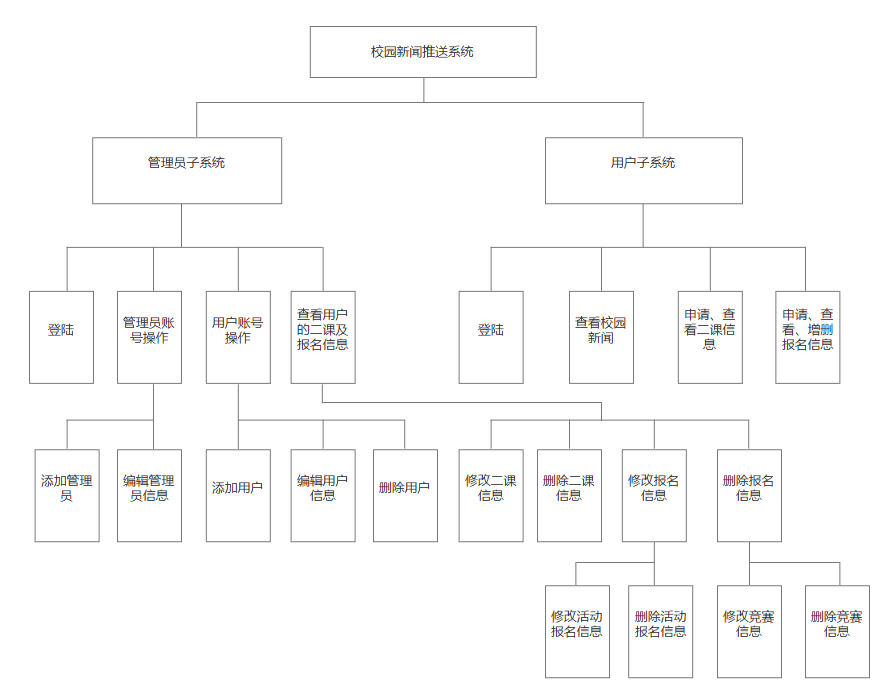 校园新闻推送系统
管理员子系统
用户子系统
登陆
管理员账
号操作
用户账号
操作
查看用户
的二课及
报名信息
登陆
查看校园
新闻
申请、查
看二课信
息
申请、查
看、增删
报名信息
添加管理
员
编辑管理
员信息
添加用户
编辑用户
信息
删除用户
修改二课
信息
删除二课
信息
修改报名
信息
删除报名
信息
修改活动
报名信息
删除活动
报名信息
修改竞赛
信息
删除竞赛
信息